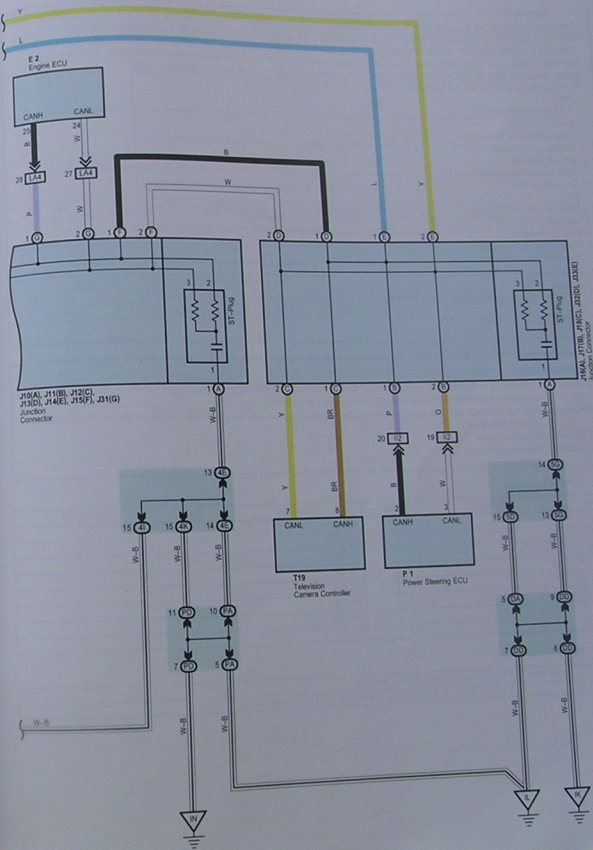 Y
L
E 2
Engine ECU
CANH
CANL
25
24
B
W
28 LA4
27 LA4
P
W
B
W
L
Y
1 G
2 G
1 F
2 F
2
1
1 E
2 E
3
2
ST–Plug
1
3
2
ST–Plug
1
J10(A), J11(B), J12(C),
J13(D), J14(E), J15(F), J31(G)
Junction
Connector
J16(A), J17(B), J18(C), J32(D), J33(E)
Junction Connector
1 A
2 C
1 C
1 B
2 B
1 A
W–B
Y
BR
P
O
W–B
20 II2
19 II2
13 4E
14 5G
Y
BR
B
W
15 4I
15 4K
14 4E
7
8
2
3
CANL
CANH
CANH
CANL
15 5D
13 5G
W–B
W–B
W–B
W–B
W–B
T19
Television
Camera Controller
P 1
Power Steering ECU
11 PD
10 PA
5 DA
9 DD
7 PD
5 PA
7 DD
8 DD
W–B
W–B
W–B
W–B
W–B
IN
IL
IK